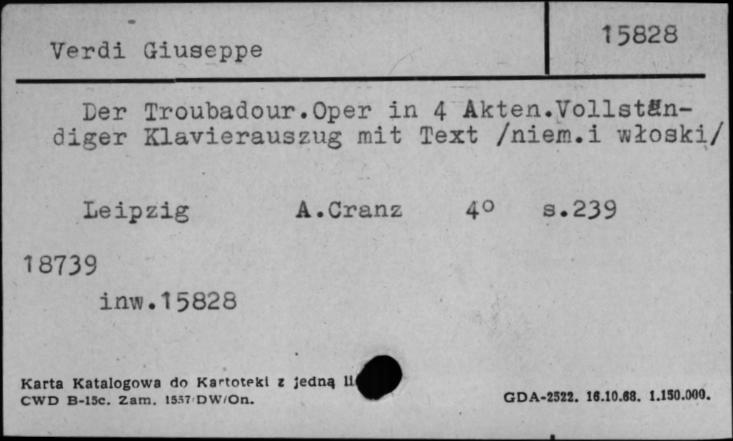 15828
Verdi Giuseppe
Der Troubadour.Oper in 4 Akten.Vollstän-
diger Klavierauszug mit Text /niem.i włoski/
Leipzig A.Cranz 4° s.239
18739
inw.15828
Karta Katalogowa do Kartoteki z jedną
CWD B-15c. Zam. 1557/DW/On.
GDA-2522. 16.10.68. 1.150.000.